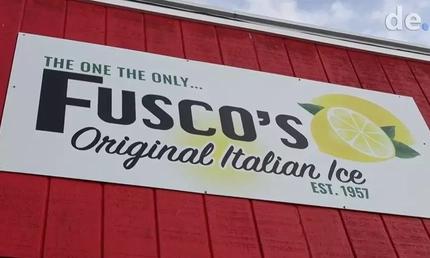 de.
THE ONE THE ONLY...
FUSCO'S
Original Italian Ice
EST. 1957